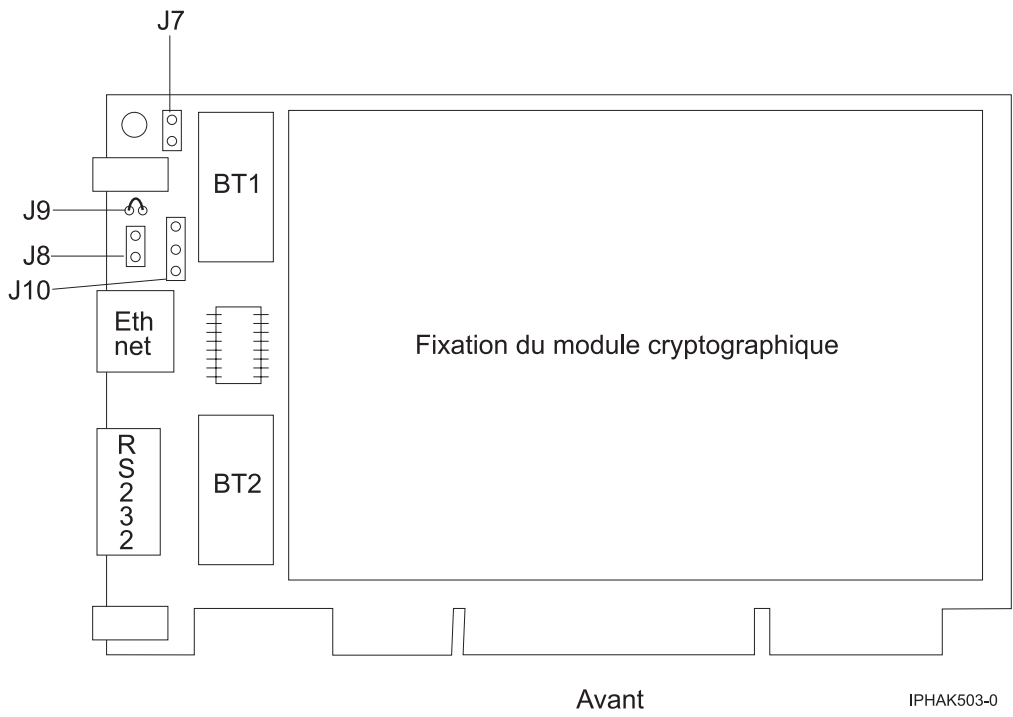 J7
BT1
J9
J8
J10
Eth
net
Fixation du module cryptographique
R
S
2
3
2
BT2
Avant
IPHAK503-0